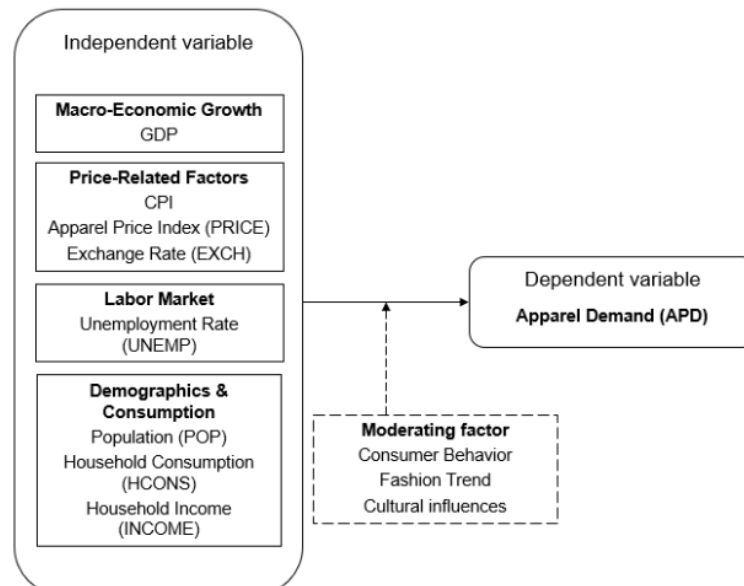 Independent variable
Macro-Economic Growth
GDP
Price-Related Factors
CPI
Apparel Price Index (PRICE)
Exchange Rate (EXCH)
Labor Market
Unemployment Rate
(UNEMP)
Demographics &
Consumption
Population (POP)
Household Consumption
(HCONS)
Household Income
(INCOME)
Dependent variable
Apparel Demand (APD)
Moderating factor
Consumer Behavior
Fashion Trend
Cultural influences